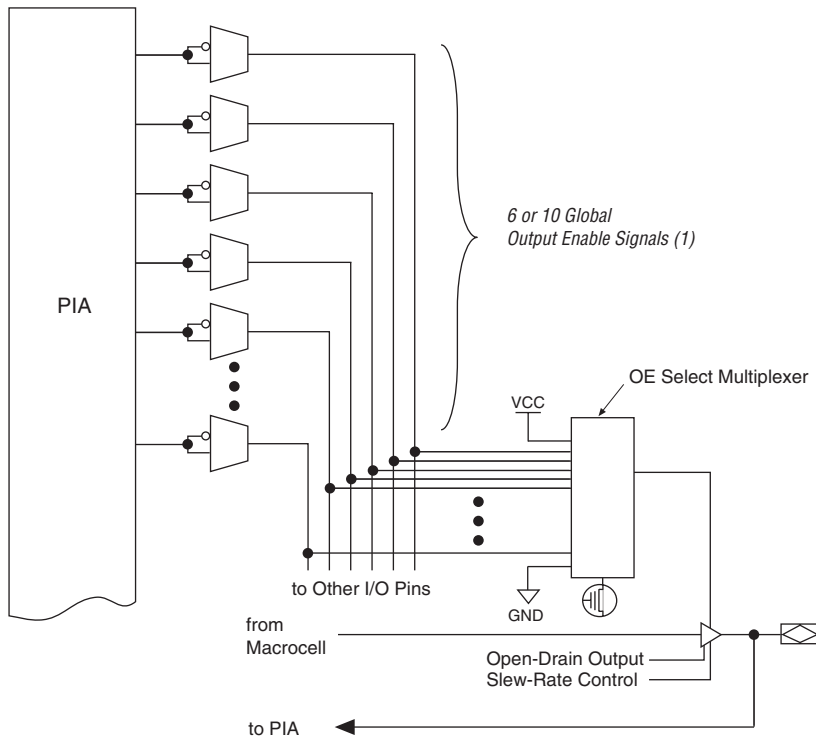 PIA
6 or 10 Global
Output Enable Signals (1)
OE Select Multiplexer
VCC
to Other I/O Pins
GND
from
Macrocell
Open-Drain Output
Slew-Rate Control
to PIA